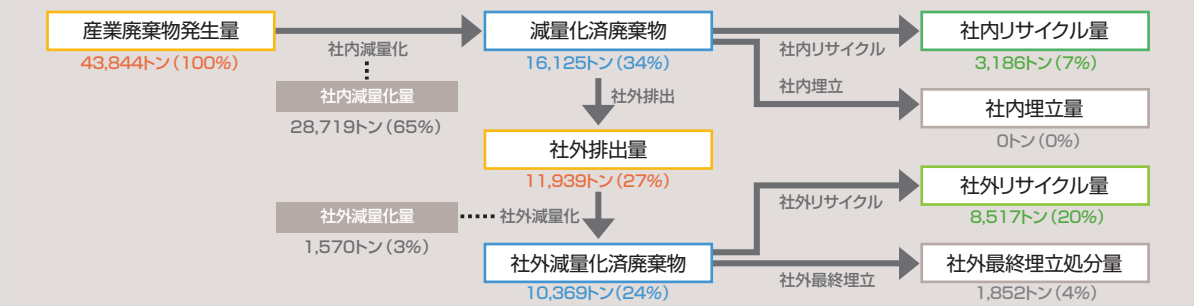 産業廃棄物発生量
43,844トン（100%）
社内減量化
社内減量化量
28,719トン（65%）
減量化済廃棄物
16,125トン（34%）
社内リサイクル
社内リサイクル量
3,186トン（7%）
社内埋立
社内埋立量
0トン（0%）
社外排出
社外排出量
11,939トン（27%）
社外減量化量
1,570トン（3%）
社外減量化
社外減量化済廃棄物
10,369トン（24%）
社外リサイクル
社外リサイクル量
8,517トン（20%）
社外最終埋立
社外最終埋立処分量
1,852トン（4%）